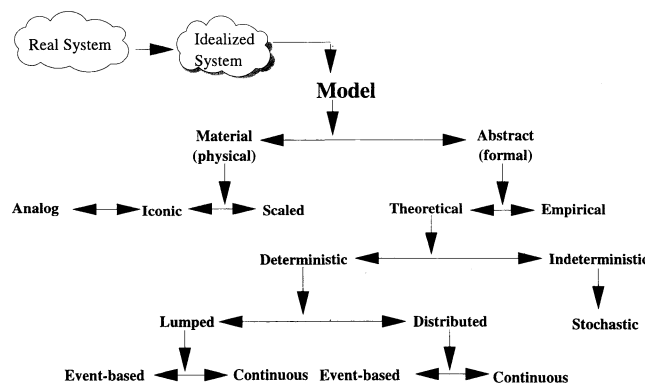 Real System
Idealized
System
Model
Material
(physical)
Abstract
(formal)
Analog
Iconic
Scaled
Theoretical
Empirical
Deterministic
Indeterministic
Lumped
Distributed
Stochastic
Event-based
Continuous
Event-based
Continuous